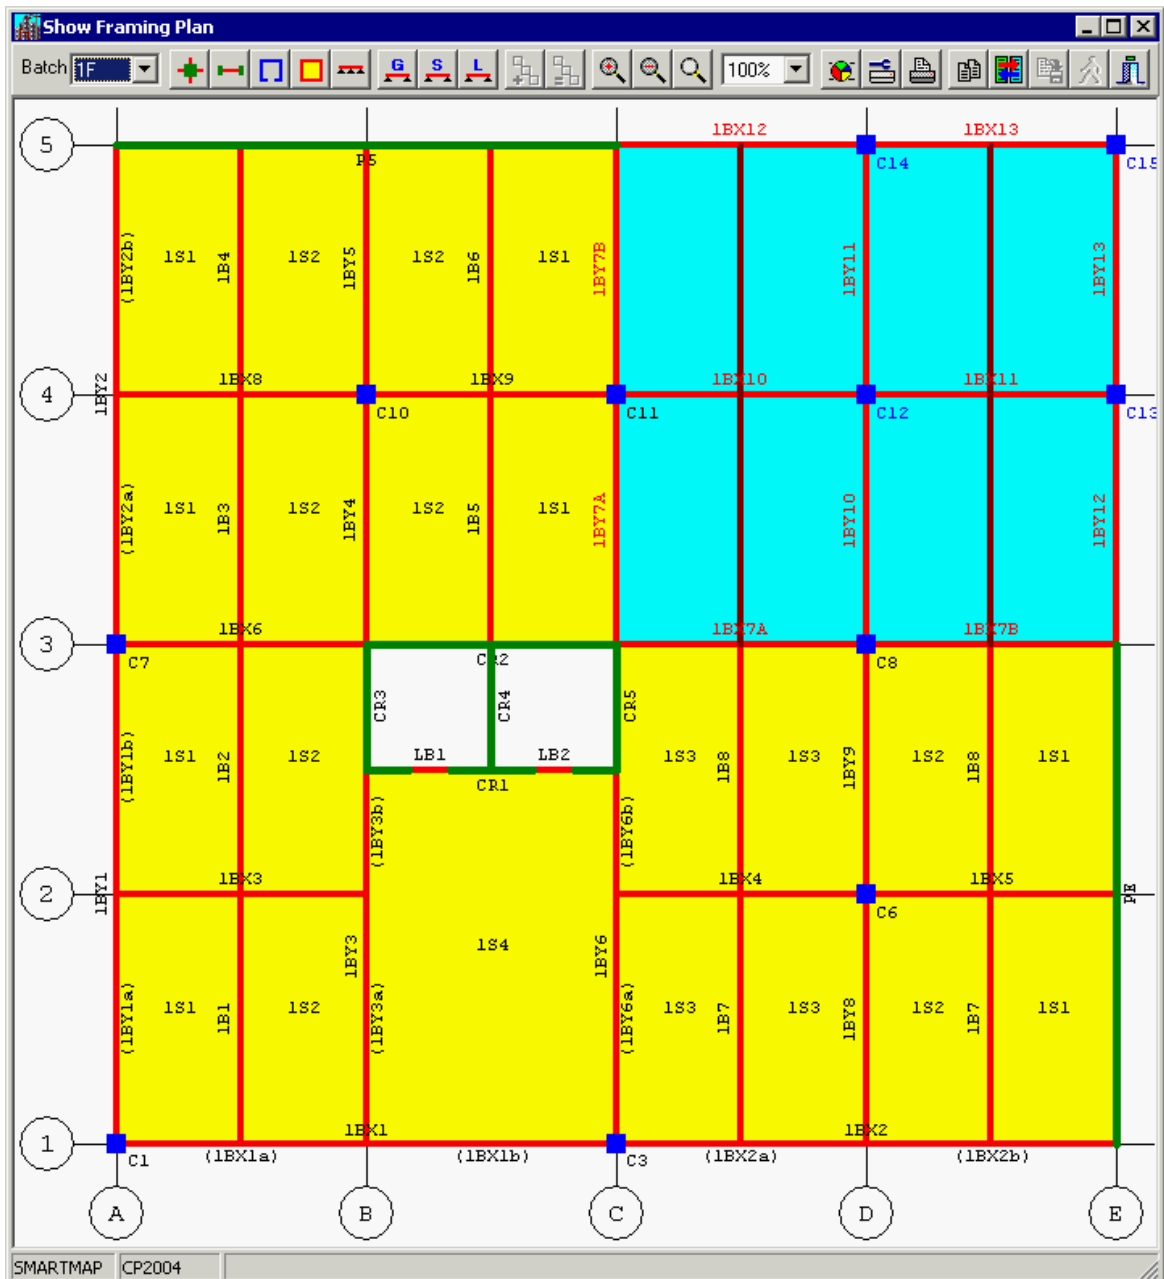 Show Framing Plan
Batch 1F G S L 100%
1BX12 1BX13
5 P5 C14 C15
(1BY2b) 1S1 1B4 1S2 1BY5 1S2 1B6 1S1 1BY7B 1BY11 1BY13
1BY2 1BX8 1BX9 1BX10 1BX11
4 C10 C11 C12 C13
(1BY2a) 1S1 1B3 1S2 1BY4 1S2 1B5 1S1 1BY7A 1BY10 1BY12
1BX6 1BX7A 1BX7B
3 C7 CR2 C8
CR3 CR4 CR5
(1BY1b) 1S1 1B2 1S2 LB1 LB2 1S3 1B8 1S3 1BY9 1S2 1B8 1S1
CR1
(1BY3b) (1BY6b)
1BY1 1BX3 1BX4 1BX5 PE
2 C6
1BY3 1S4 1BY6
(1BY1a) 1S1 1B1 1S2 (1BY3a) (1BY6a) 1S3 1B7 1S3 1BY8 1S2 1B7 1S1
1BX1 1BX2
1 C1 (1BX1a) (1BX1b) C3 (1BX2a) (1BX2b)
A B C D E
SMARTMAP CP2004